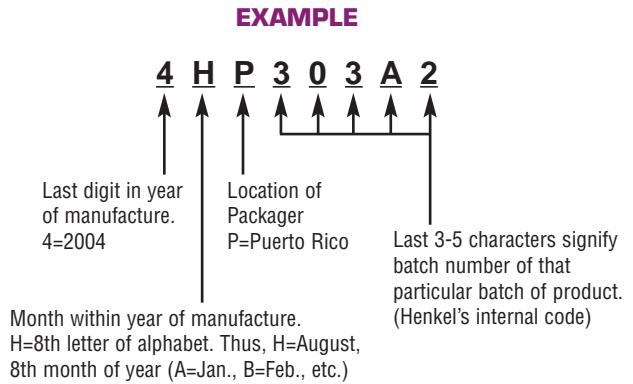 EXAMPLE
4 H P 3 0 3 A 2
Last digit in year
of manufacture.
4=2004
Location of
Packager
P=Puerto Rico
Last 3-5 characters signify
batch number of that
particular batch of product.
(Henkel's internal code)
Month within year of manufacture.
H=8th letter of alphabet. Thus, H=August,
8th month of year (A=Jan., B=Feb., etc.)